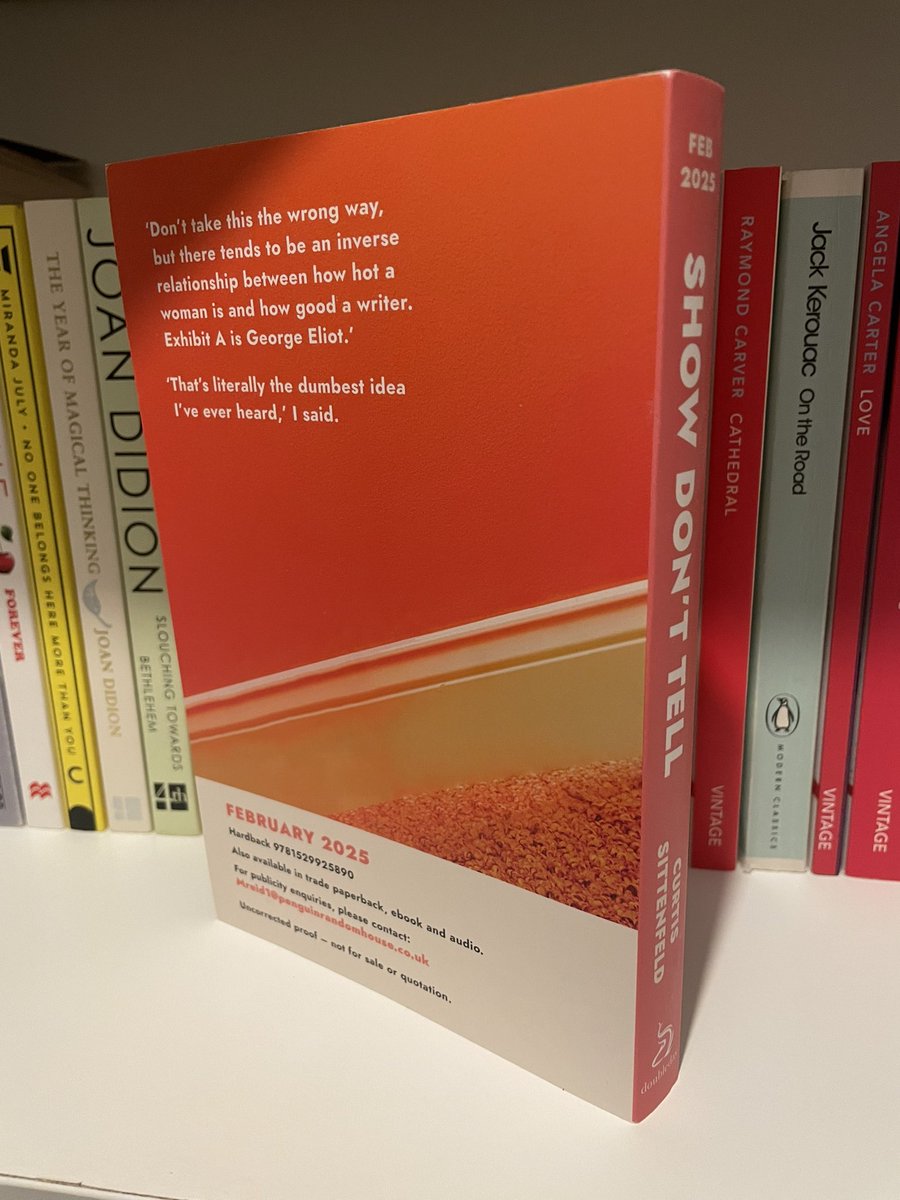 ‘Don’t take this the wrong way,
but there tends to be an inverse
relationship between how hot a
woman is and how good a writer.
Exhibit A is George Eliot.’
‘That’s literally the dumbest idea
I’ve ever heard,’ I said.
FEBRUARY 2025
Hardback 9781529925890
Also available in trade paperback, ebook and audio.
For publicity enquiries, please contact:
Mreid1@penguinrandomhouse.co.uk
Uncorrected proof – not for sale or quotation.
FEB
2025
SHOW DON’T TELL
CURTIS
SITTENFELD
doubleday
FOREVER
MIRANDA JULY • NO ONE BELONGS HERE MORE THAN YOU
THE YEAR OF MAGICAL THINKING
JOAN DIDION
JOAN DIDION
SLOUCHING TOWARDS
BETHLEHEM
4th
RAYMOND CARVER CATHEDRAL
VINTAGE
Jack Kerouac On the Road
MODERN CLASSICS
ANGELA CARTER LOVE
VINTAGE
VINTAGE